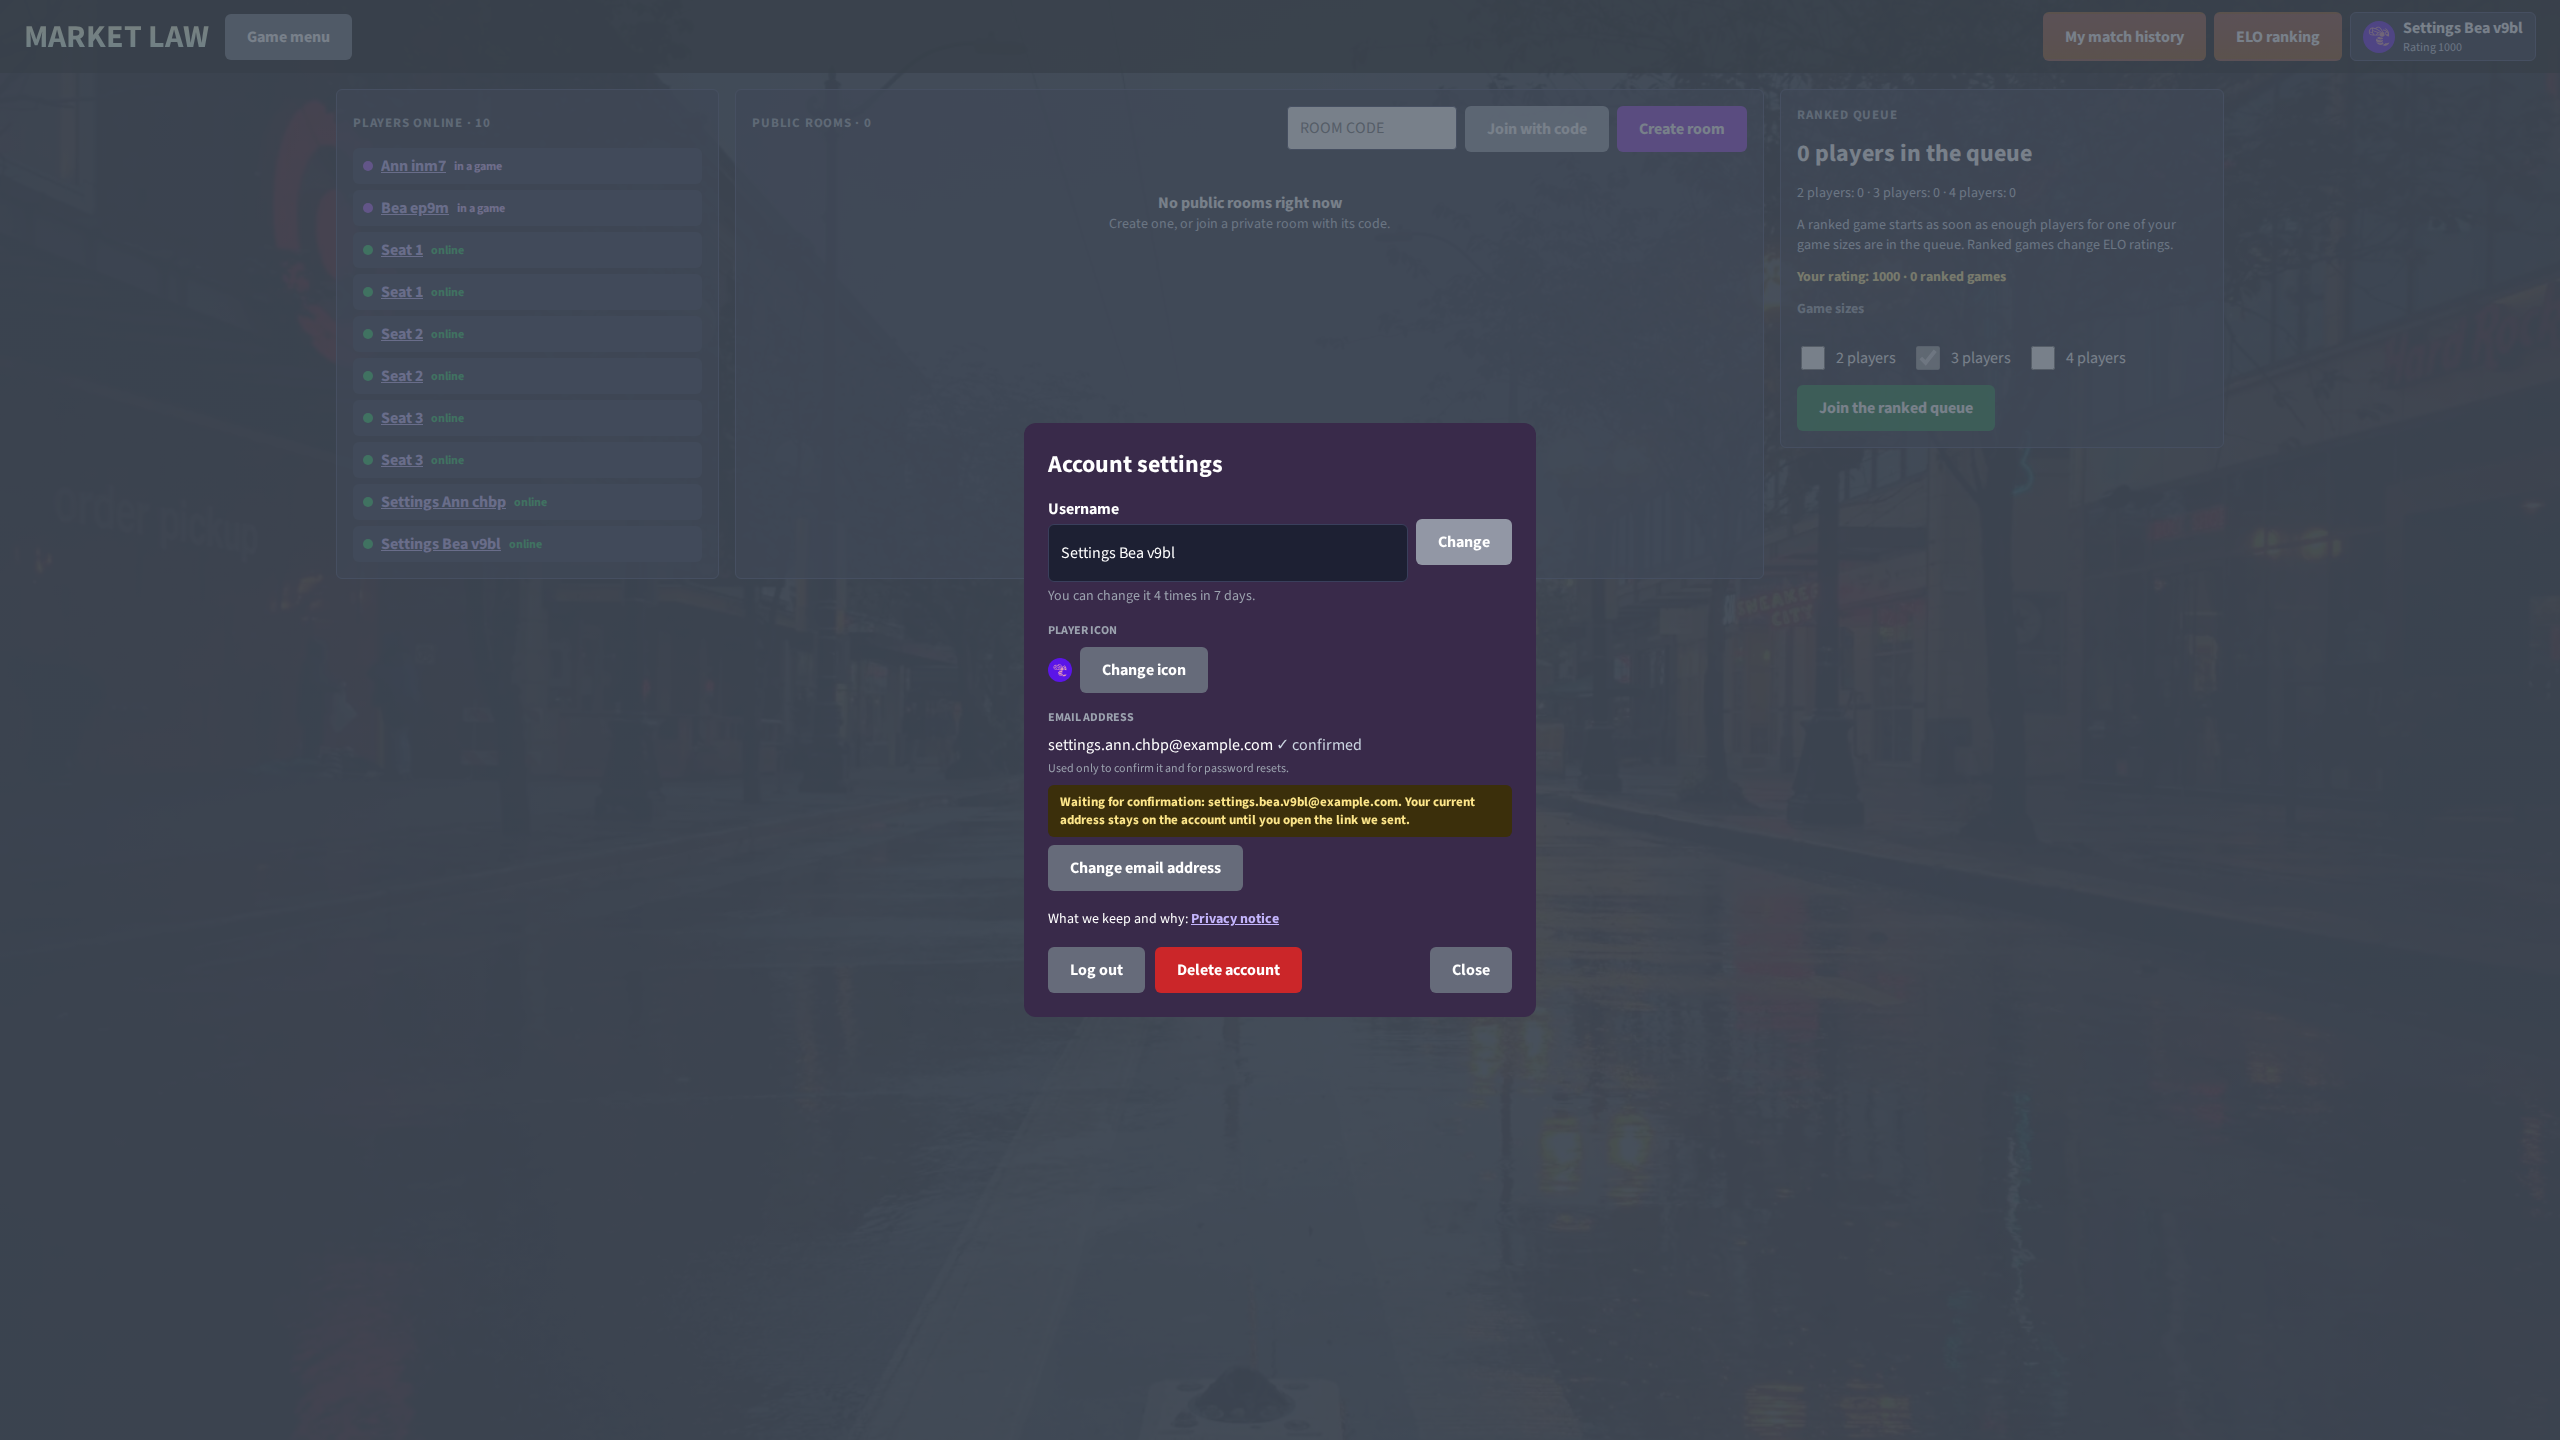 MARKET LAW
Game menu
My match history
ELO ranking
Settings Bea v9bl
Rating 1000
PLAYERS ONLINE · 10
Ann inm7 in a game
Bea ep9m in a game
Seat 1 online
Seat 1 online
Seat 2 online
Seat 2 online
Seat 3 online
Seat 3 online
Settings Ann chbp online
Settings Bea v9bl online
PUBLIC ROOMS · 0
ROOM CODE
Join with code
Create room
No public rooms right now
Create one, or join a private room with its code.
RANKED QUEUE
0 players in the queue
2 players: 0 · 3 players: 0 · 4 players: 0
A ranked game starts as soon as enough players for one of your
game sizes are in the queue. Ranked games change ELO ratings.
Your rating: 1000 · 0 ranked games
Game sizes
2 players
3 players
4 players
Join the ranked queue
order pickup
SNEAKER
CITY
Account settings
Username
Settings Bea v9bl
Change
You can change it 4 times in 7 days.
PLAYER ICON
Change icon
EMAIL ADDRESS
settings.ann.chbp@example.com ✓ confirmed
Used only to confirm it and for password resets.
Waiting for confirmation: settings.bea.v9bl@example.com. Your current
address stays on the account until you open the link we sent.
Change email address
What we keep and why: Privacy notice
Log out
Delete account
Close